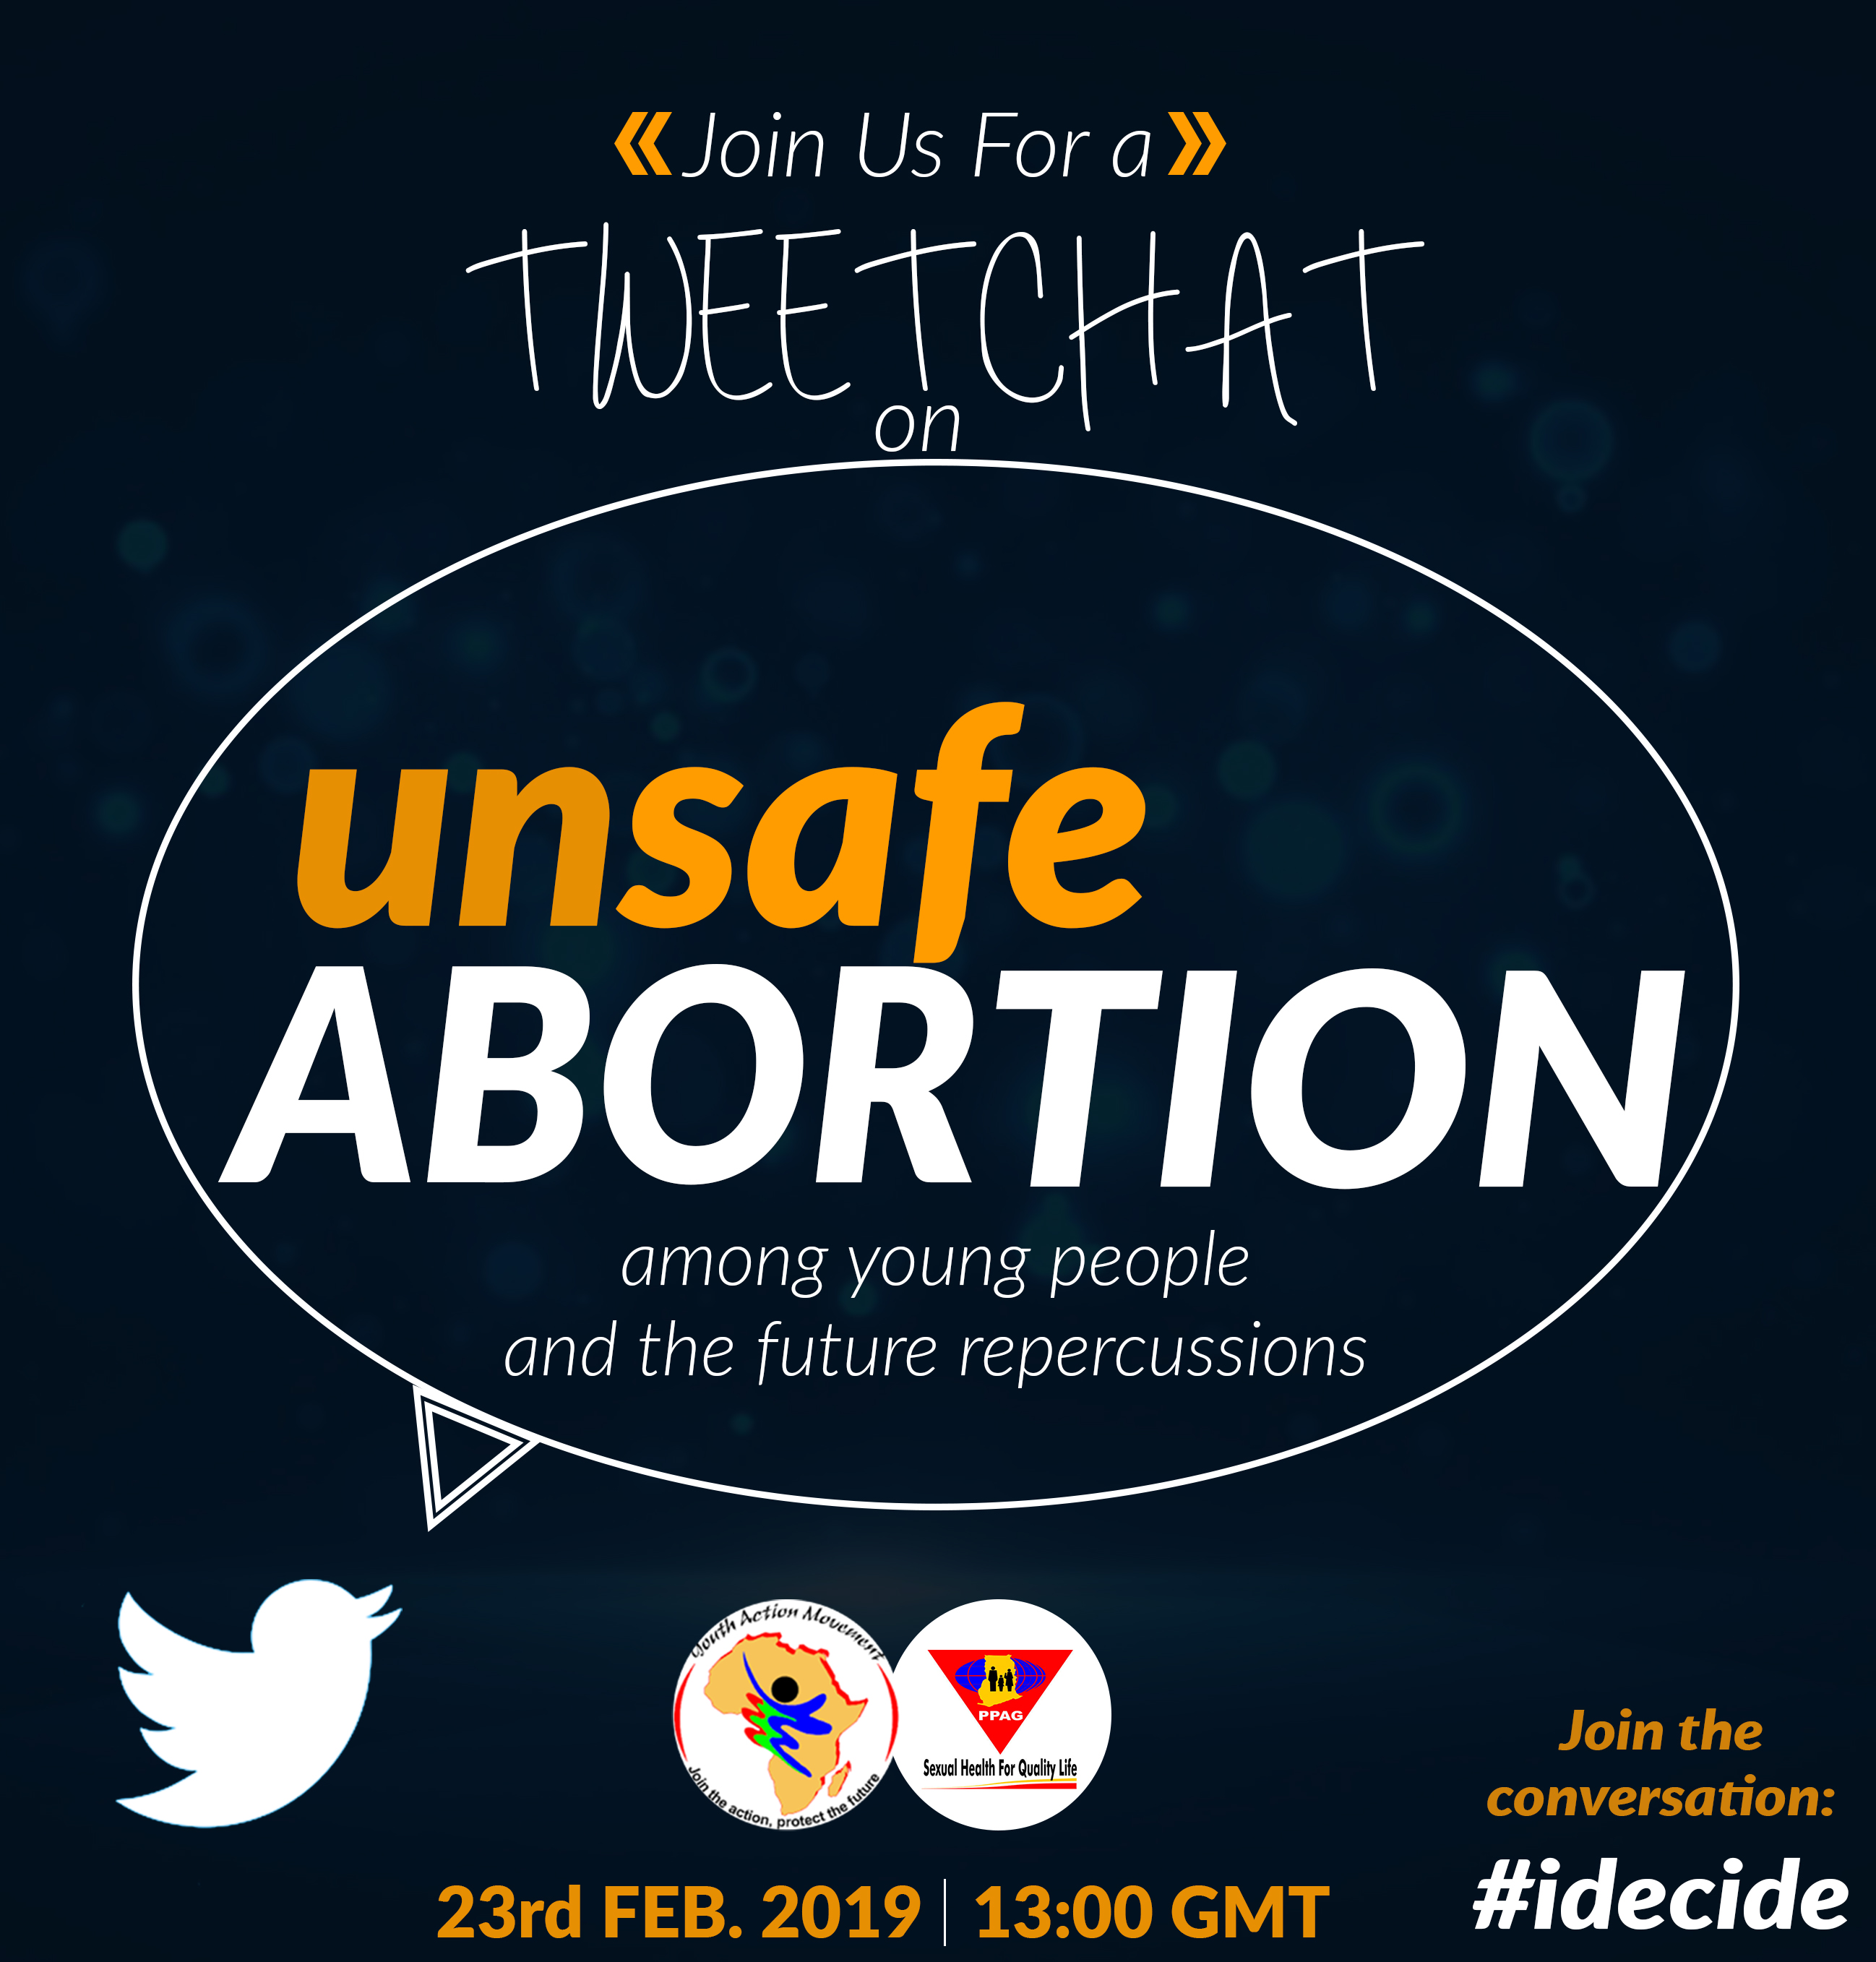 « Join Us For a »
TWEETCHAT
on
unsafe
ABORTION
among young people
and the future repercussions
Youth Action Movement
Join the action, protect the future
PPAG
Sexual Health For Quality Life
Join the
conversation:
#idecide
23rd FEB. 2019 | 13:00 GMT